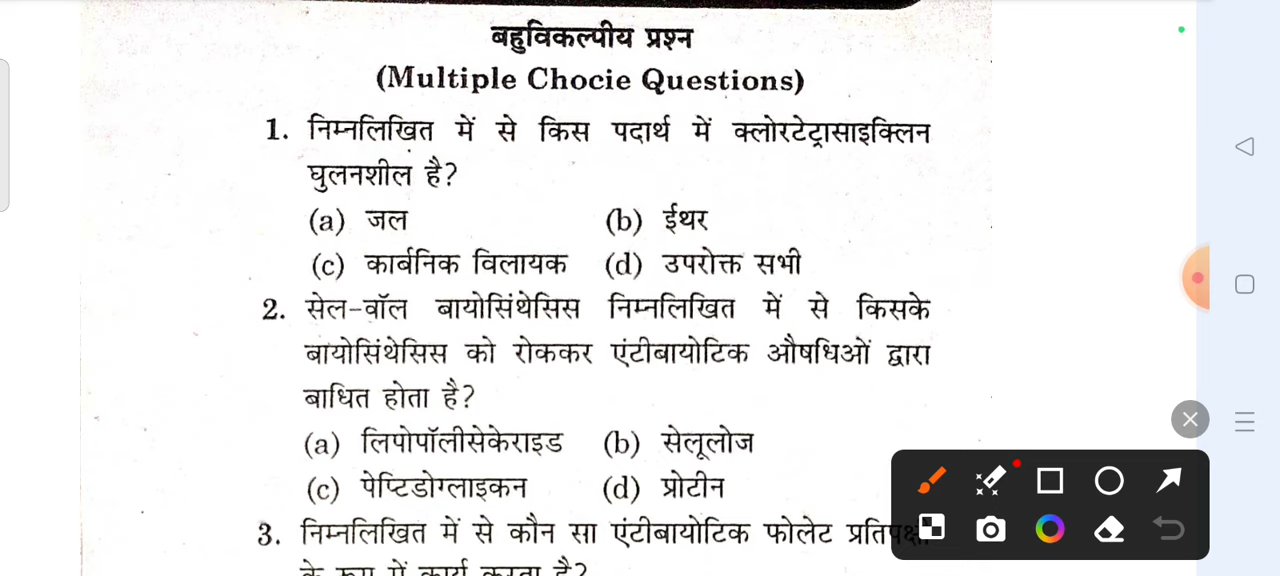 बहुविकल्पीय प्रश्न
(Multiple Chocie Questions)
1. निम्नलिखित में से किस पदार्थ में क्लोरटेट्रासाइक्लिन
घुलनशील है?
(a) जल (b) ईथर
(c) कार्बनिक विलायक (d) उपरोक्त सभी
2. सेल-वॉल बायोसिंथेसिस निम्नलिखित में से किसके
बायोसिंथेसिस को रोककर एंटीबायोटिक औषधिओं द्वारा
बाधित होता है?
(a) लिपोपॉलीसेकेराइड (b) सेलूलोज
(c) पेप्टिडोग्लाइकन (d) प्रोटीन
3. निम्नलिखित में से कौन सा एंटीबायोटिक फोलेट
के रूप में कार्य करता है?